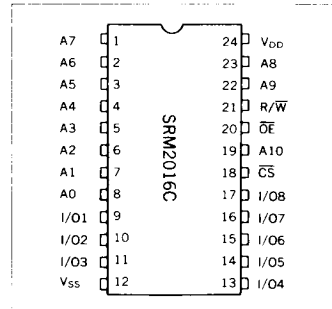 A7 1 24 VDD
A6 2 23 A8
A5 3 22 A9
A4 4 21 R/W̅
A3 5 20 O̅E̅
A2 6 19 A10
A1 7 18 C̅S̅
A0 8 17 I/O8
I/O1 9 16 I/O7
I/O2 10 15 I/O6
I/O3 11 14 I/O5
VSS 12 13 I/O4
SRM2016C